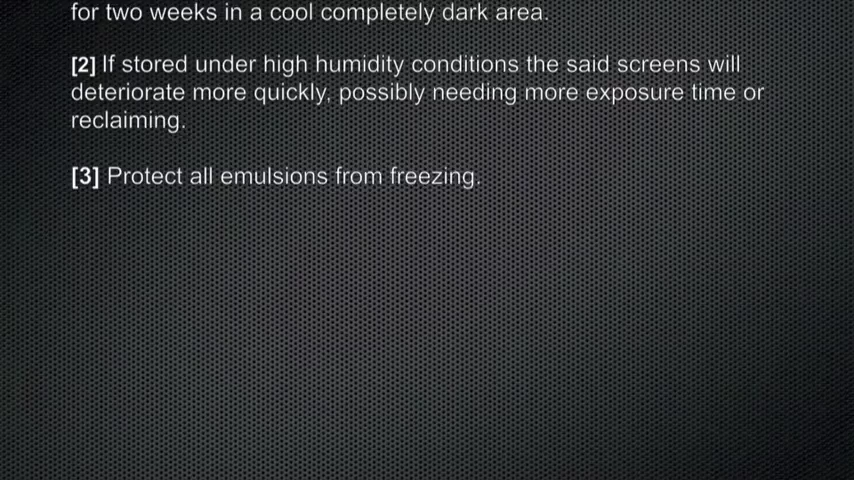 for two weeks in a cool completely dark area.
[2] If stored under high humidity conditions the said screens will
deteriorate more quickly, possibly needing more exposure time or
reclaiming.
[3] Protect all emulsions from freezing.